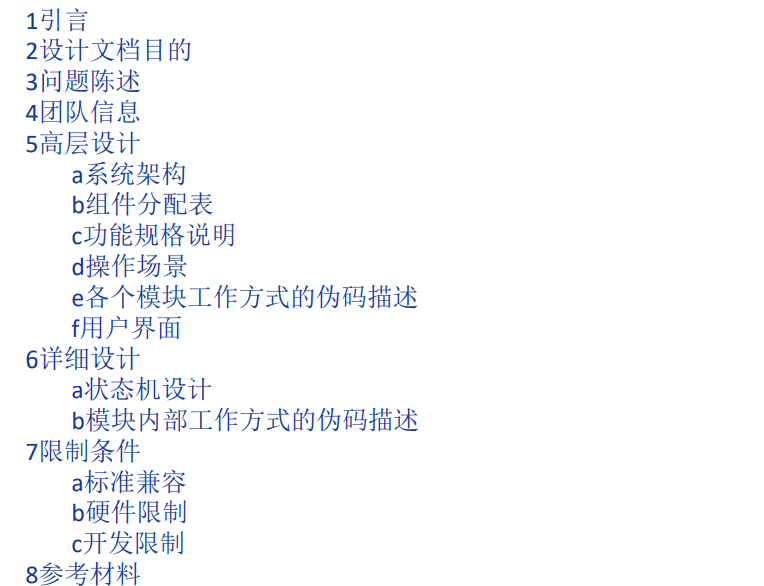 1引言
2设计文档目的
3问题陈述
4团队信息
5高层设计
a系统架构
b组件分配表
c功能规格说明
d操作场景
e各个模块工作方式的伪码描述
f用户界面
6详细设计
a状态机设计
b模块内部工作方式的伪码描述
7限制条件
a标准兼容
b硬件限制
c开发限制
8参考材料